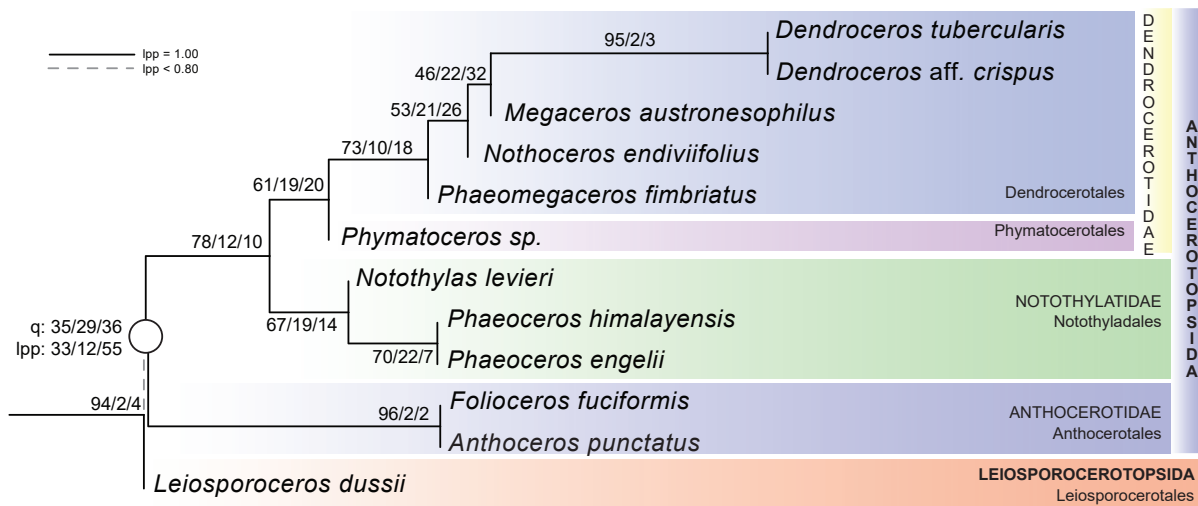 lpp = 1.00
lpp < 0.80
95/2/3
Dendroceros tubercularis
Dendroceros aff. crispus
46/22/32
Megaceros austronesophilus
53/21/26
Nothoceros endiviifolius
73/10/18
Phaeomegaceros fimbriatus
Dendrocerotales
61/19/20
Phymatoceros sp.
Phymatocerotales
DENDROCEROTIDAE
78/12/10
Notothylas levieri
67/19/14
Phaeoceros himalayensis
NOTOTHYLATIDAE
Notothyladales
70/22/7
Phaeoceros engelii
q: 35/29/36
lpp: 33/12/55
94/2/4
96/2/2
Folioceros fuciformis
Anthoceros punctatus
ANTHOCEROTIDAE
Anthocerotales
ANTHOCEROTOPSIDA
Leiosporoceros dussii
LEIOSPOROCEROTOPSIDA
Leiosporocerotales